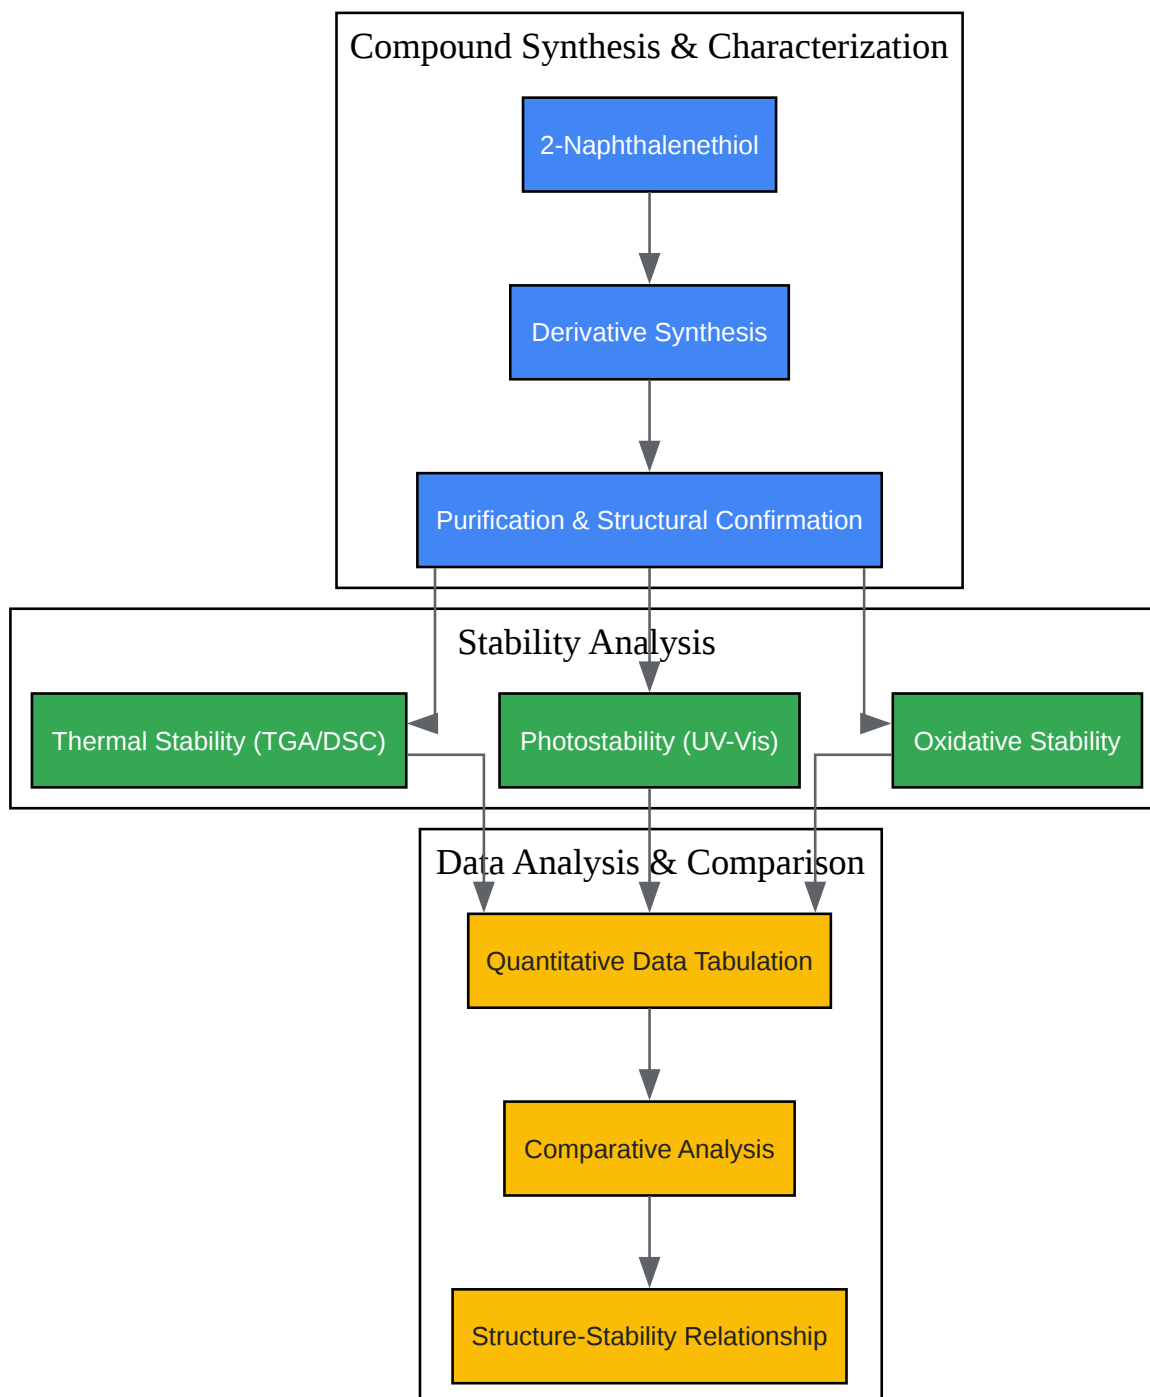 Compound Synthesis & Characterization
2-Naphthalenethiol
Derivative Synthesis
Purification & Structural Confirmation
Stability Analysis
Thermal Stability (TGA/DSC)
Photostability (UV-Vis)
Oxidative Stability
Data Analysis & Comparison
Quantitative Data Tabulation
Comparative Analysis
Structure-Stability Relationship